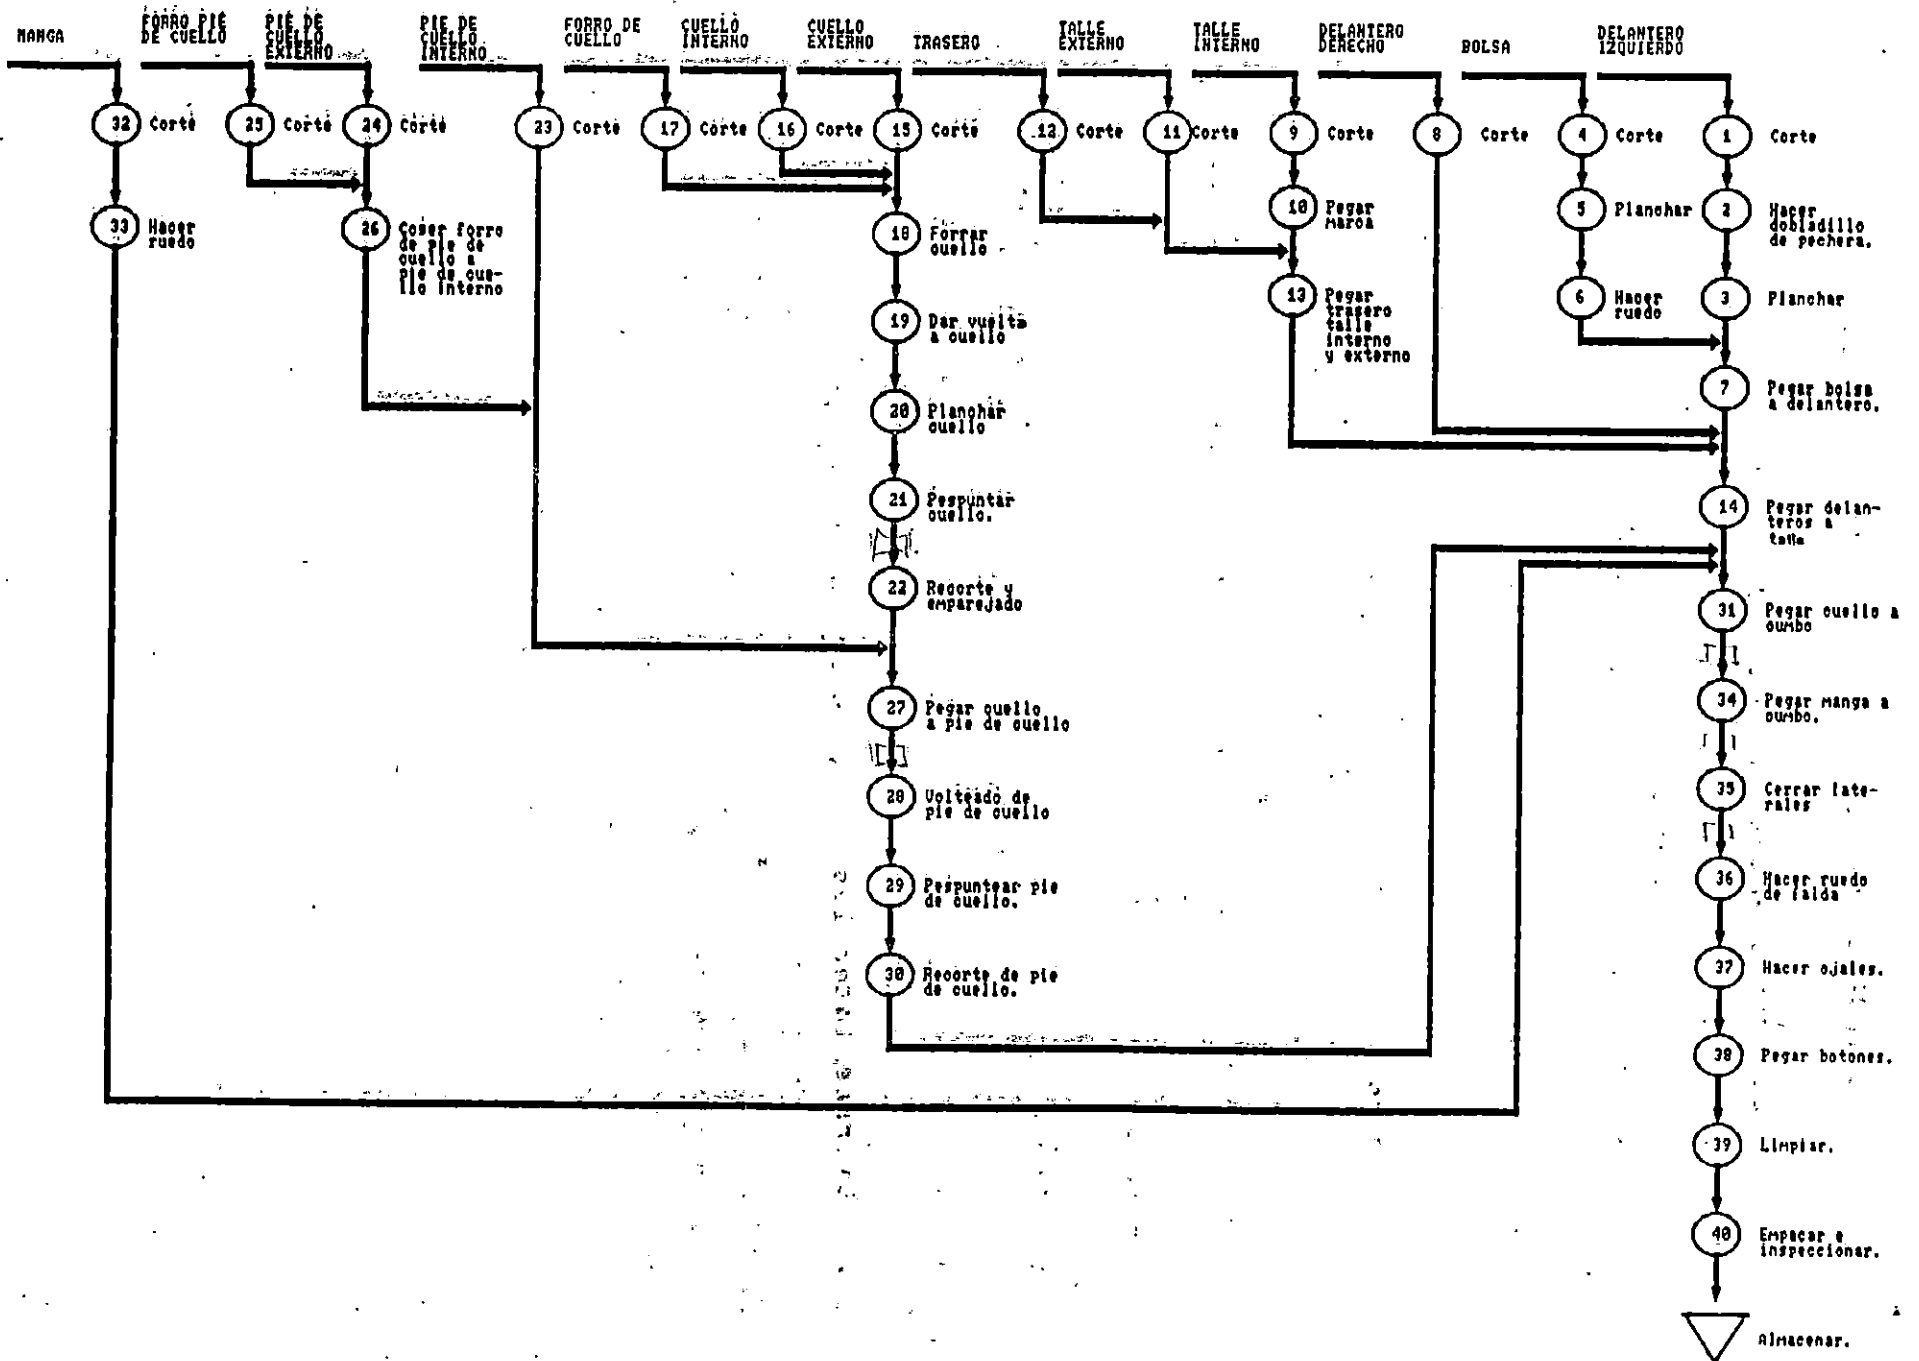 MANGA
FORRO PIE
DE CUELLO
PIE DE
CUELLO
EXTERNO
PIE DE
CUELLO
INTERNO
FORRO DE
CUELLO
CUELLO
INTERNO
CUELLO
EXTERNO
TRASERO
TALLE
EXTERNO
TALLE
INTERNO
DELANTERO
DERECHO
BOLSA
DELANTERO
IZQUIERDO
32 Corte
25 Corte
24 Corte
23 Corte
17 Corte
16 Corte
15 Corte
12 Corte
11 Corte
9 Corte
8 Corte
4 Corte
1 Corte
33 Hacer
ruedo
26 Coser forro
de pie de
cuello a
pie de cue-
llo interno
18 Forrar
cuello
10 Pegar
marca
5 Planchar
2 Hacer
dobladillo
de pechera.
19 Dar vuelta
a cuello
13 Pegar
trasero
talle
interno
y externo
6 Hacer
ruedo
3 Planchar
20 Planchar
cuello
7 Pegar bolsa
a delantero.
21 Pespuntar
cuello.
14 Pegar delan-
teros a
talle
22 Recorte y
emparejado
31 Pegar cuello a
cumbo
27 Pegar cuello
a pie de cuello
34 Pegar manga a
cumbo.
28 Volteado de
pie de cuello
35 Cerrar late-
rales
29 Pespuntear pie
de cuello.
36 Hacer ruedo
de falda
30 Recorte de pie
de cuello.
37 Hacer ojales.
38 Pegar botones.
39 Limpiar.
40 Empacar e
inspeccionar.
Almacenar.